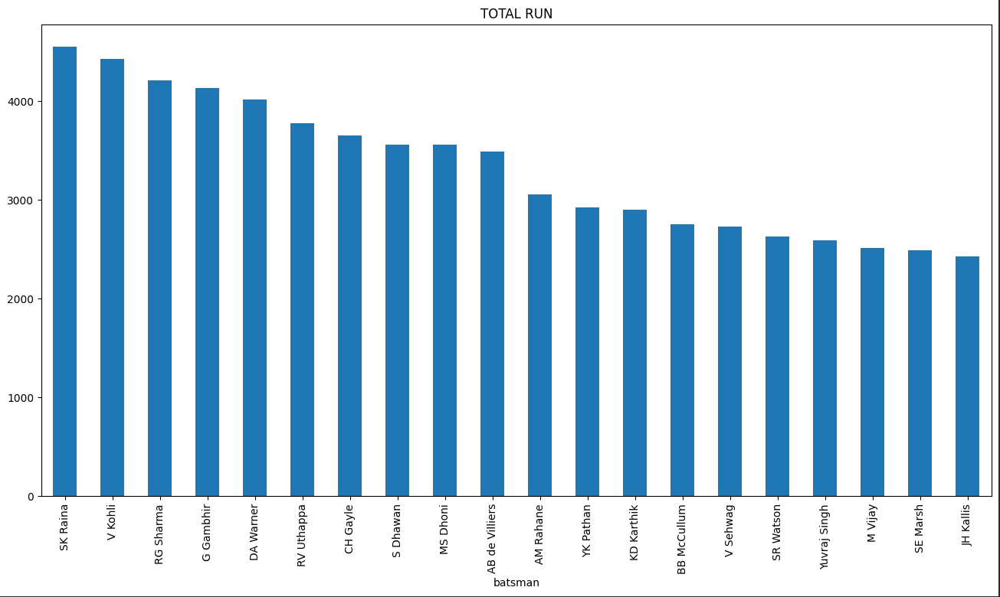 TOTAL RUN
4000
3000
2000
1000
0
SK Raina
V Kohli
RG Sharma
G Gambhir
DA Warner
RV Uthappa
CH Gayle
S Dhawan
MS Dhoni
AB de Villiers
AM Rahane
YK Pathan
KD Karthik
BB McCullum
V Sehwag
SR Watson
Yuvraj Singh
M Vijay
SE Marsh
JH Kallis
batsman